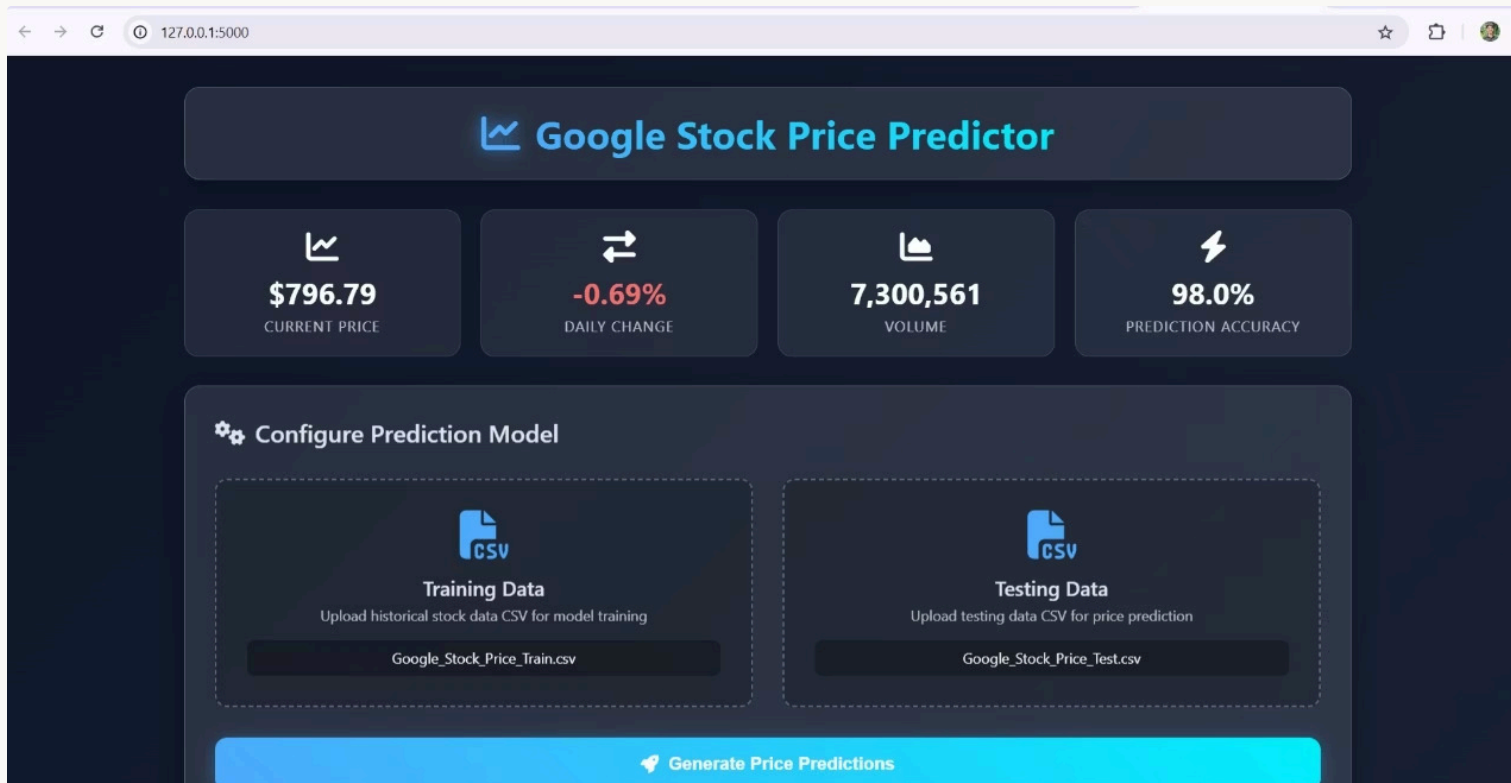 127.0.0.1:5000
Google Stock Price Predictor
$796.79
CURRENT PRICE
-0.69%
DAILY CHANGE
7,300,561
VOLUME
98.0%
PREDICTION ACCURACY
Configure Prediction Model
CSV
Training Data
Upload historical stock data CSV for model training
Google_Stock_Price_Train.csv
CSV
Testing Data
Upload testing data CSV for price prediction
Google_Stock_Price_Test.csv
Generate Price Predictions